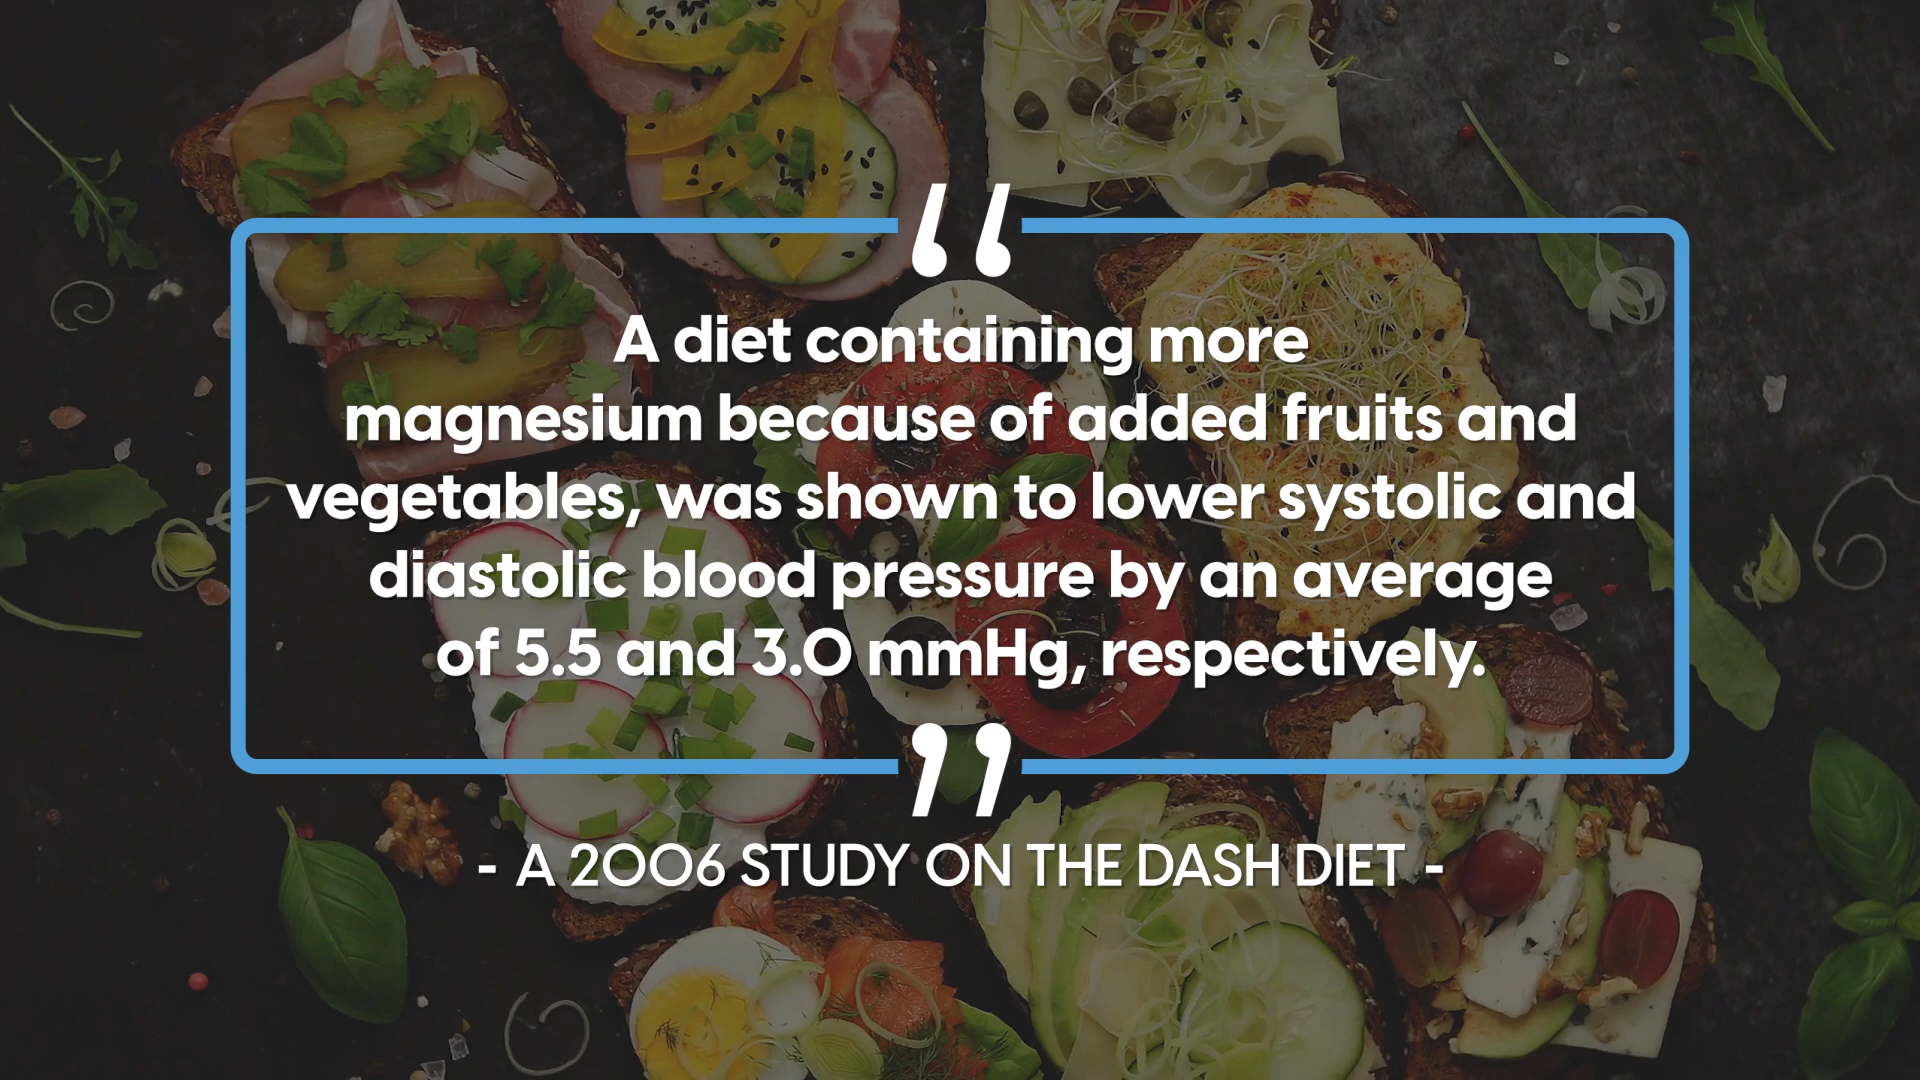 “
A diet containing more
magnesium because of added fruits and
vegetables, was shown to lower systolic and
diastolic blood pressure by an average
of 5.5 and 3.0 mmHg, respectively.
”
- A 2006 STUDY ON THE DASH DIET -